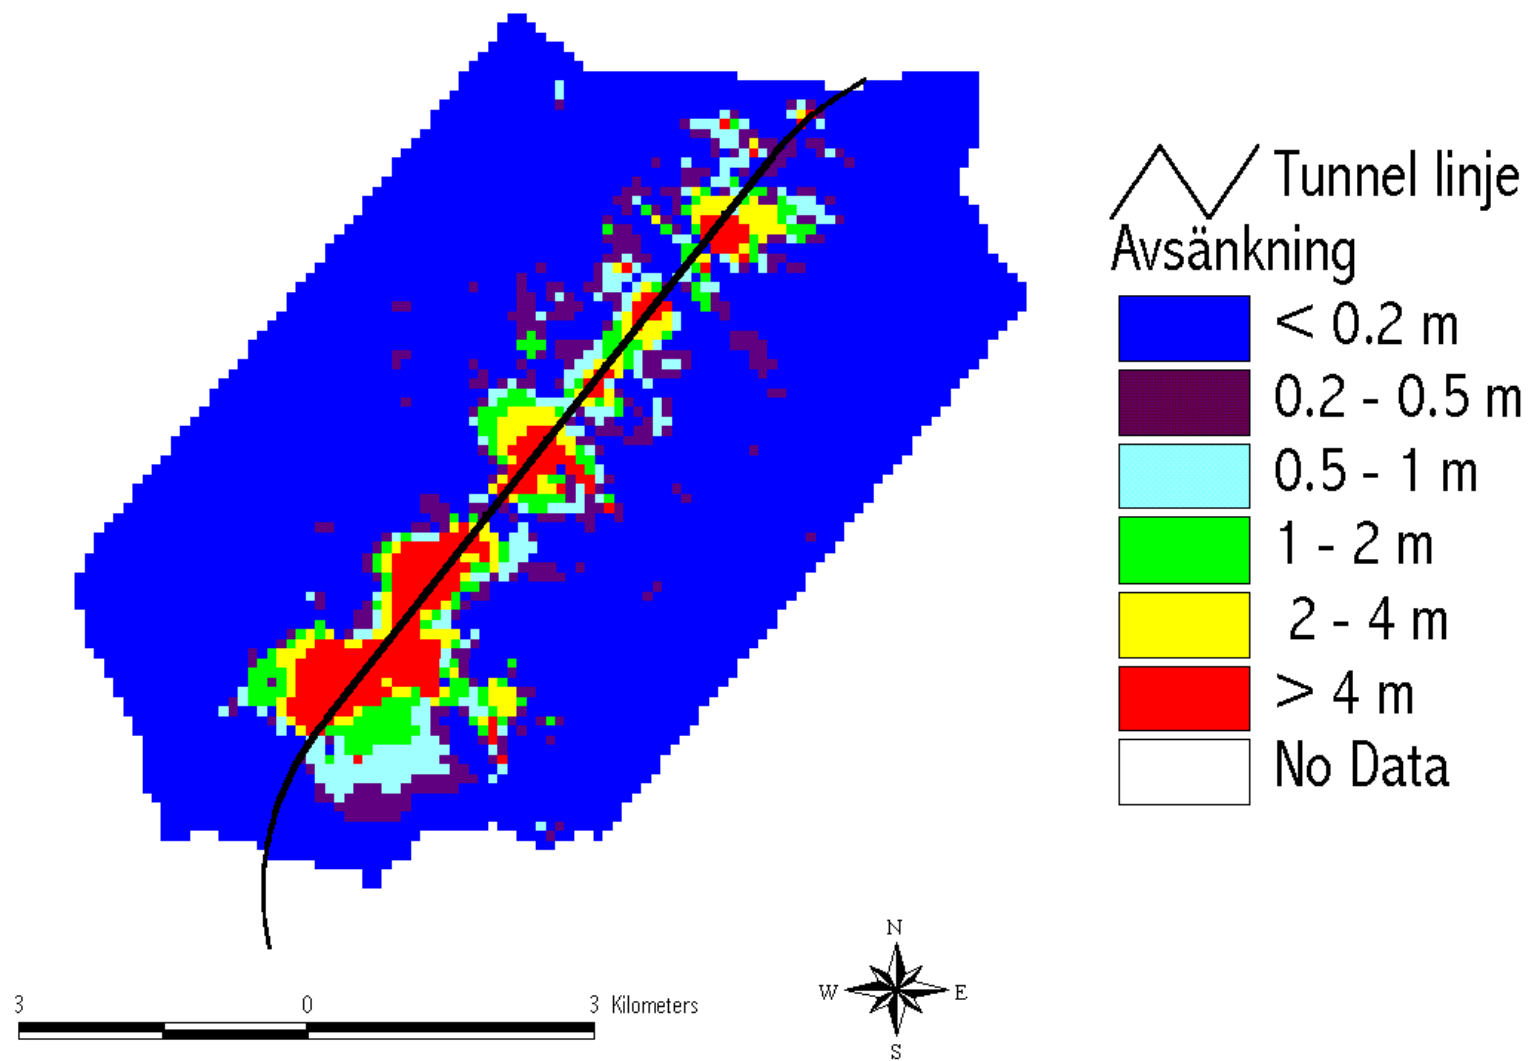 Tunnel linje
Avsänkning
< 0.2 m
0.2 - 0.5 m
0.5 - 1 m
1 - 2 m
2 - 4 m
> 4 m
No Data
N
W E
S
3 0 3 Kilometers